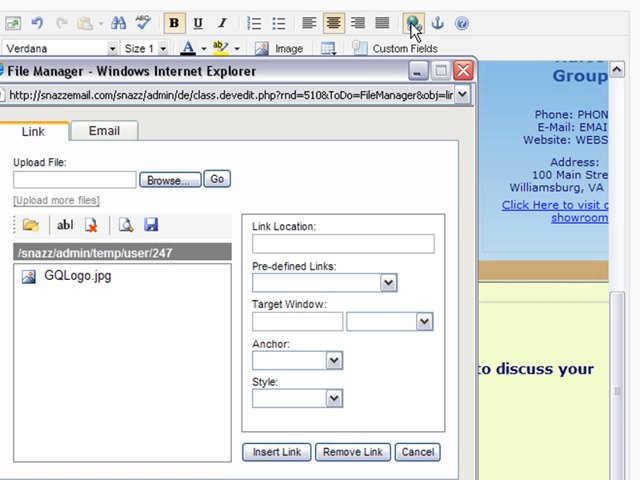 B I U
Verdana Size 1 A ab Image Custom Fields
File Manager - Windows Internet Explorer
http://snazzemail.com/snazz/admin/de/class.devedit.php?rnd=510&ToDo=FileManager&obj=lir
Link Email
Upload File:
Browse... Go
[Upload more files]
abl
/snazz/admin/temp/user/247
GQLogo.jpg
Link Location:
Pre-defined Links:
Target Window:
Anchor:
Style:
Insert Link Remove Link Cancel
Group
Phone: PHON
E-Mail: EMAI
Website: WEBS
Address:
100 Main Stre
Williamsburg, VA
Click Here to visit o
showroom
to discuss your